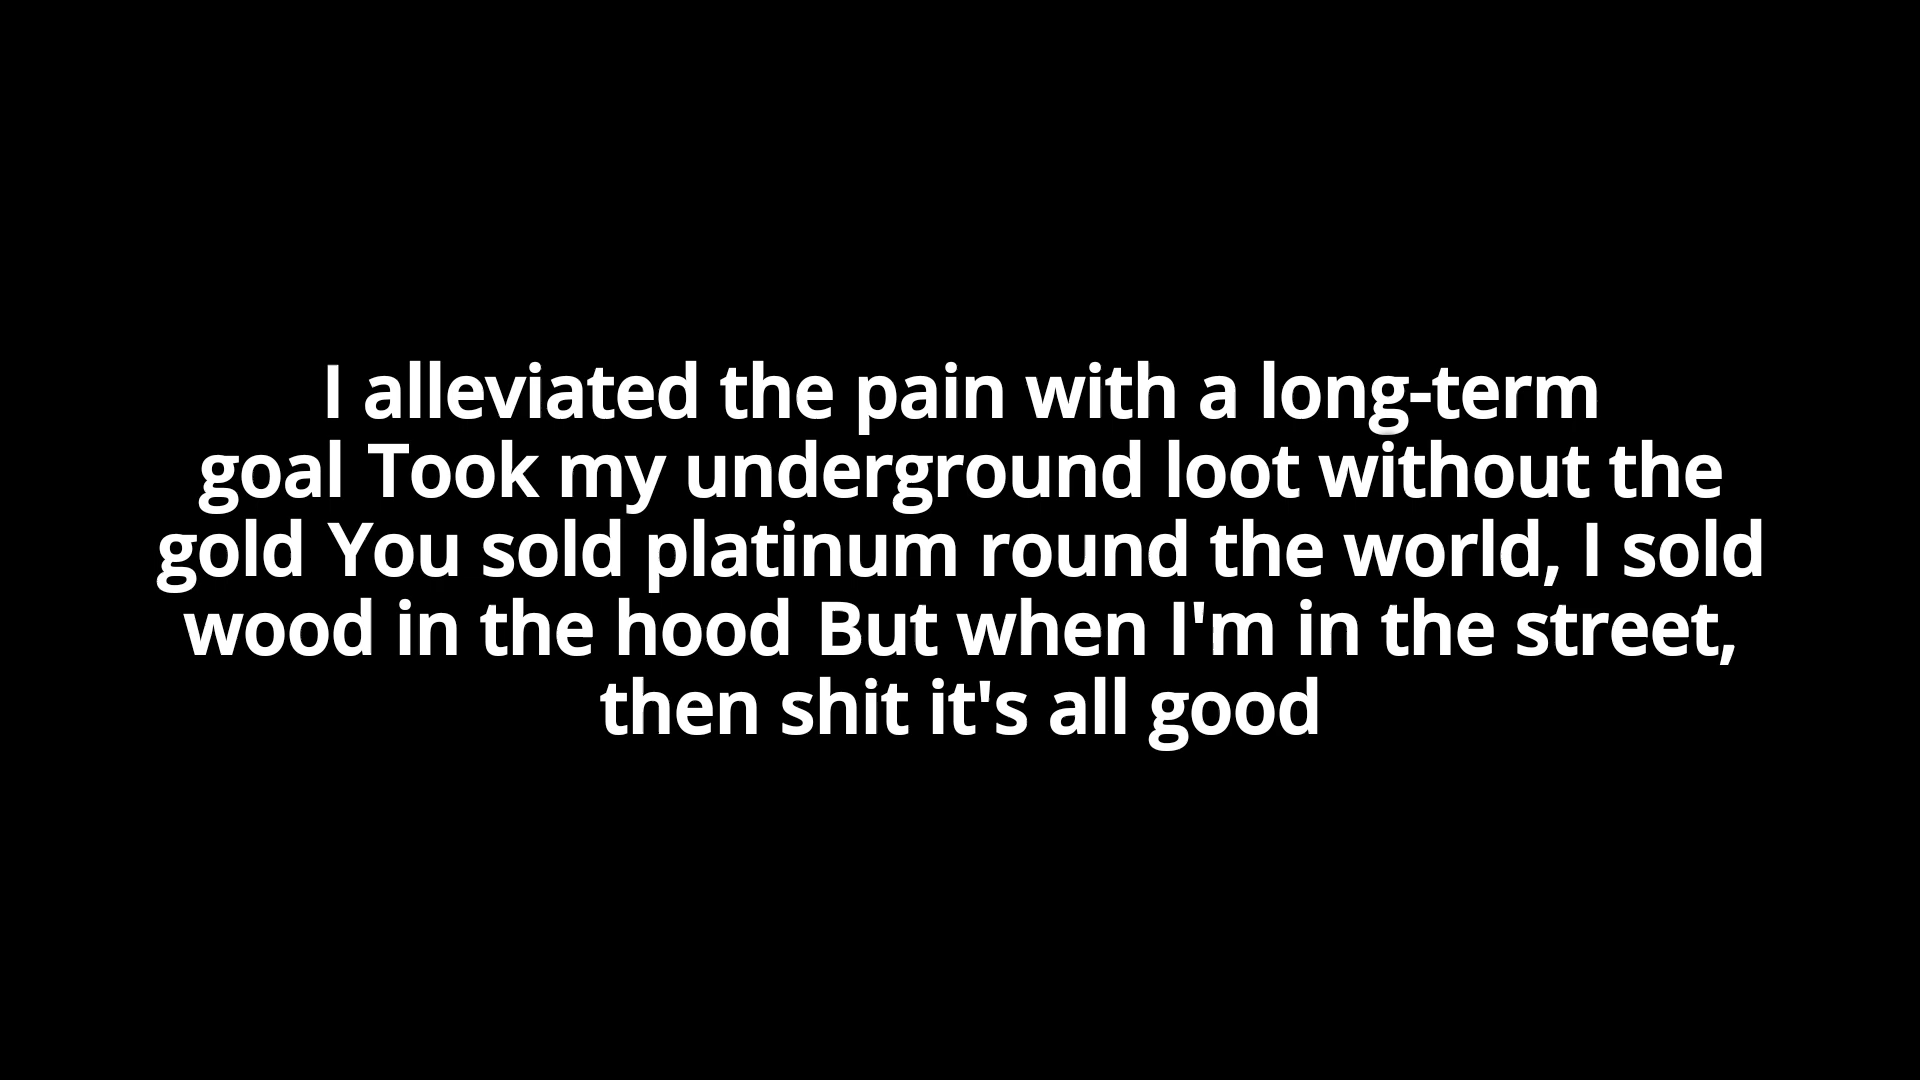 I alleviated the pain with a long-term
goal Took my underground loot without the
gold You sold platinum round the world, I sold
wood in the hood But when I'm in the street,
then shit it's all good